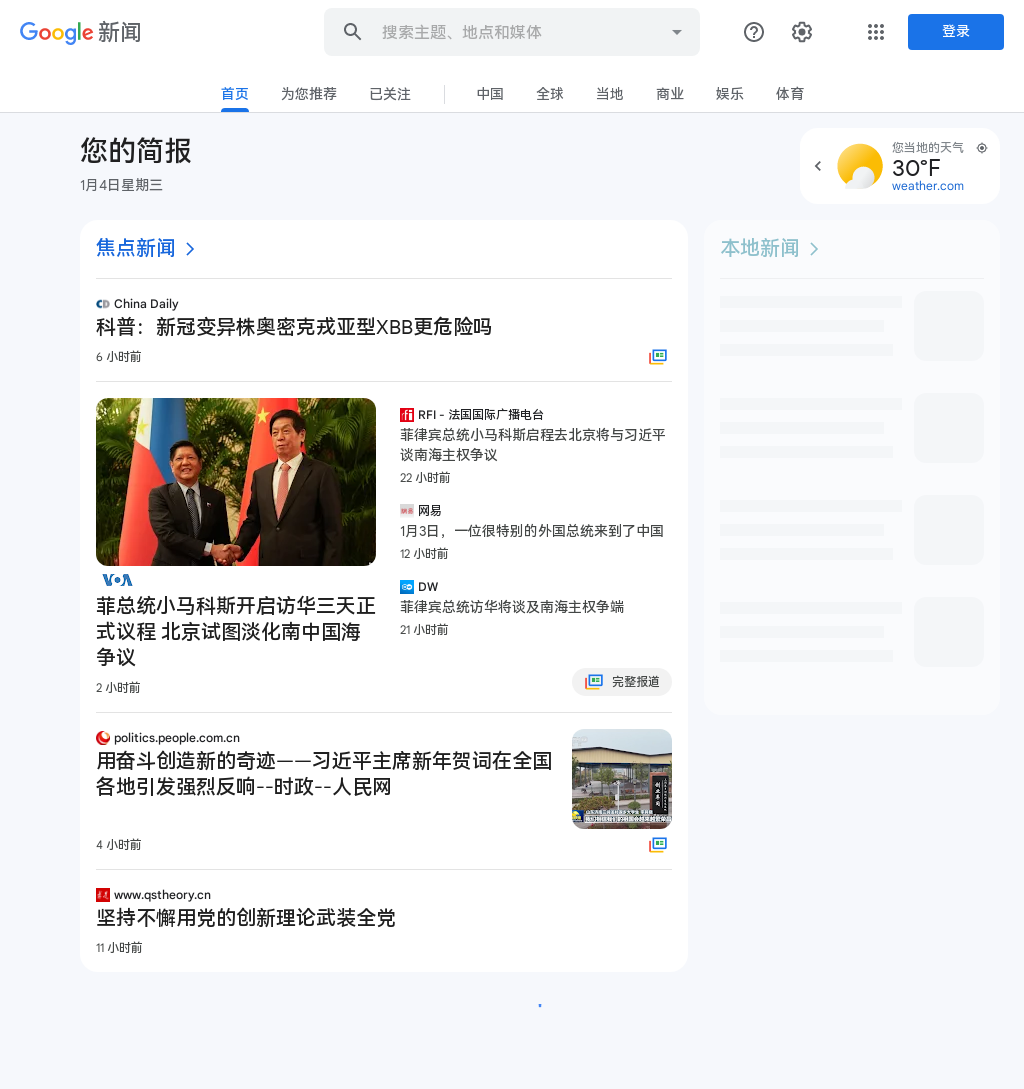 Google 新闻
搜索主题、地点和媒体
登录
首页
为您推荐
已关注
中国
全球
当地
商业
娱乐
体育
您的简报
1月4日星期三
您当地的天气
30°F
weather.com
焦点新闻
China Daily
科普：新冠变异株奥密克戎亚型XBB更危险吗
6 小时前
VOA
菲总统小马科斯开启访华三天正
式议程 北京试图淡化南中国海
争议
2 小时前
RFI - 法国国际广播电台
菲律宾总统小马科斯启程去北京将与习近平
谈南海主权争议
22 小时前
网易
1月3日，一位很特别的外国总统来到了中国
12 小时前
DW
菲律宾总统访华将谈及南海主权争端
21 小时前
完整报道
politics.people.com.cn
用奋斗创造新的奇迹——习近平主席新年贺词在全国
各地引发强烈反响--时政--人民网
4 小时前
www.qstheory.cn
坚持不懈用党的创新理论武装全党
11 小时前
本地新闻